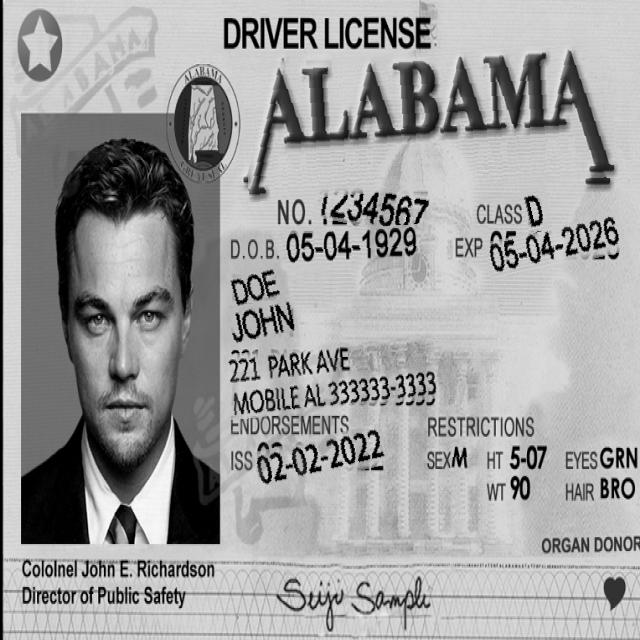 DRIVER LICENSE
ALABAMA
ALABAMA
NO. 1234567 CLASS D
D.O.B. 05-04-1929 EXP 05-04-2026
DOE
JOHN
221 PARK AVE
MOBILE AL 333333-3333
ENDORSEMENTS RESTRICTIONS
ISS 02-02-2022 SEX M HT 5-07 EYES GRN
WT 90 HAIR BRO
ORGAN DONOR
Cololnel John E. Richardson
Director of Public Safety
Seiji Sample